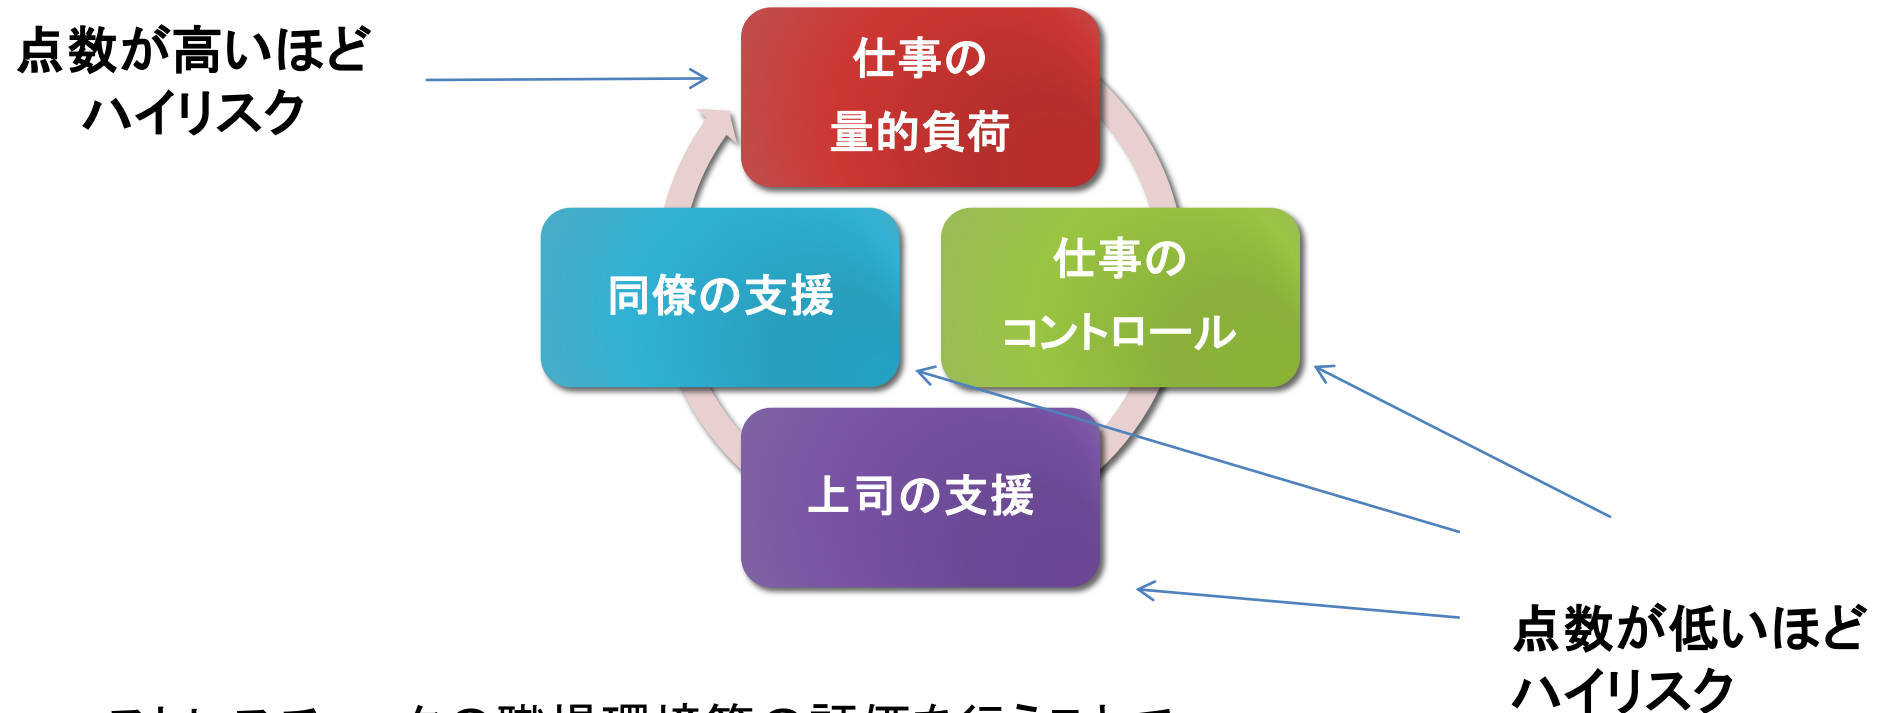 点数が高いほど
ハイリスク
仕事の
量的負荷
同僚の支援
仕事の
コントロール
上司の支援
点数が低いほど
ハイリスク